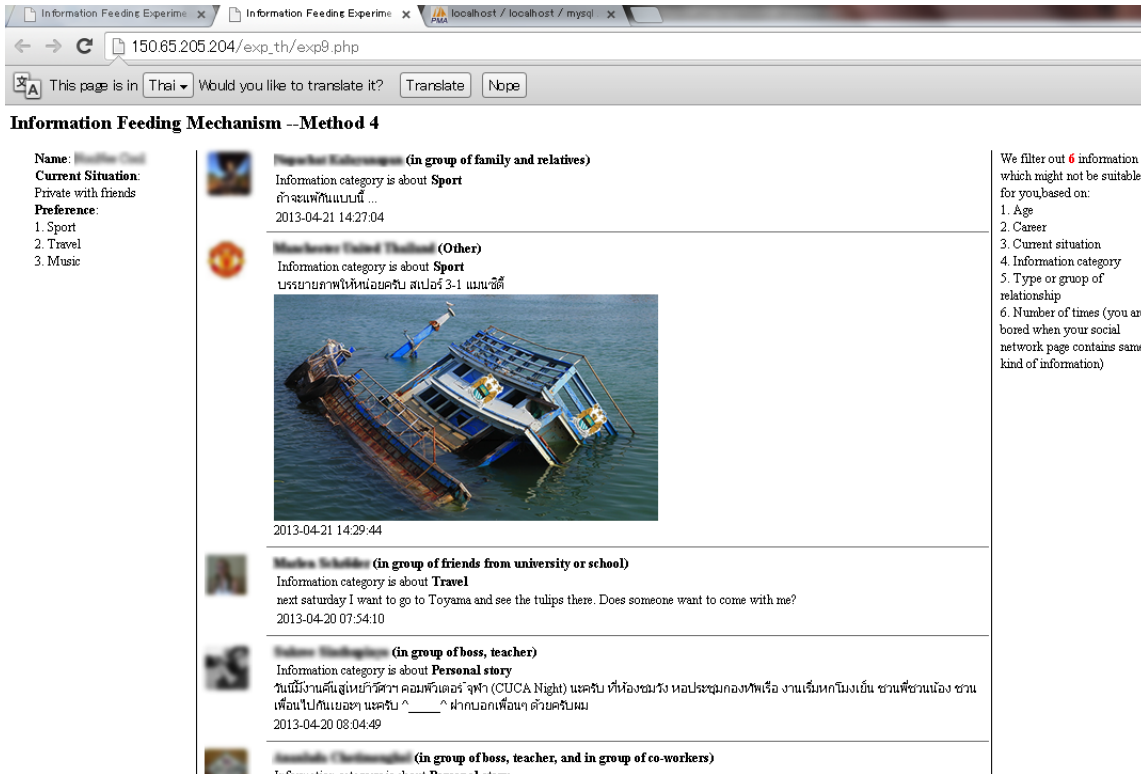 Information Feeding Experime
Information Feeding Experime
localhost / localhost / mysql
PMA
150.65.205.204/exp_th/exp9.php
This page is in Thai Would you like to translate it? Translate Nope
Information Feeding Mechanism --Method 4
Name:
Current Situation:
Private with friends
Preference:
1. Sport
2. Travel
3. Music
(in group of family and relatives)
Information category is about Sport
ถ้าจะแพ้กันแบบนี้ ...
2013-04-21 14:27:04
(Other)
Information category is about Sport
บรรยายภาพให้หน่อยครับ สเปอร์ 3-1 แมนซิตี้
2013-04-21 14:29:44
(in group of friends from university or school)
Information category is about Travel
next saturday I want to go to Toyama and see the tulips there. Does someone want to come with me?
2013-04-20 07:54:10
(in group of boss, teacher)
Information category is about Personal story
วันนี้มีงานคืนสู่เหย้าวิศวฯ คอมพิวเตอร์ จุฬา (CUCA Night) นะครับ ที่ห้องชมวัง หอประชุมกองทัพเรือ งานเริ่มหกโมงเย็น ชวนพี่ชวนน้อง ชวน
เพื่อนไปกันเยอะๆ นะครับ ^_____^ ฝากบอกเพื่อนๆ ด้วยครับผม
2013-04-20 08:04:49
(in group of boss, teacher, and in group of co-workers)
Information category is about Personal story
We filter out 6 information
which might not be suitable
for you,based on:
1. Age
2. Career
3. Current situation
4. Information category
5. Type or gruop of
relationship
6. Number of times (you are
bored when your social
network page contains same
kind of information)